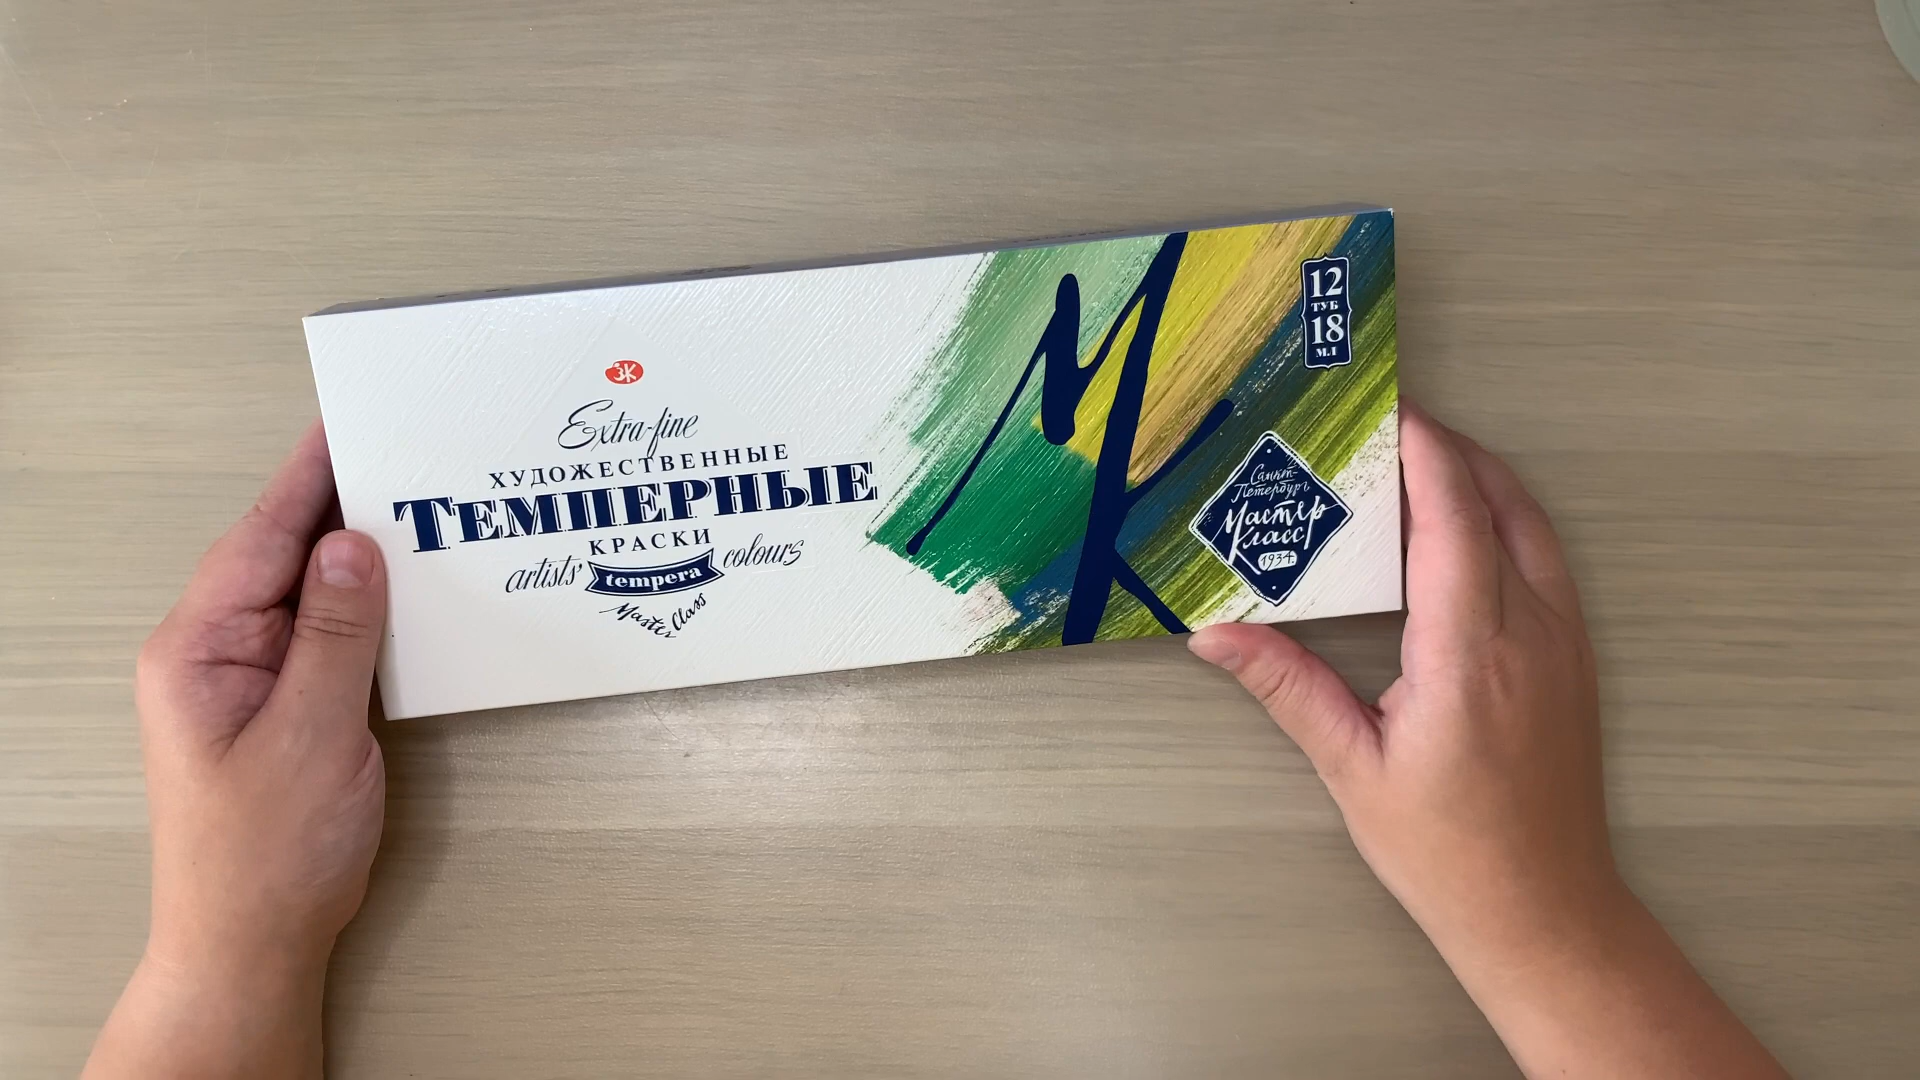 ЗК
Extra-fine
ХУДОЖЕСТВЕННЫЕ
ТЕМПЕРНЫЕ
КРАСКИ
artists' tempera colours
Master Class
МК
12
ТУБ
18
МЛ
Санкт-
Петербург
Мастер
Класс
1934